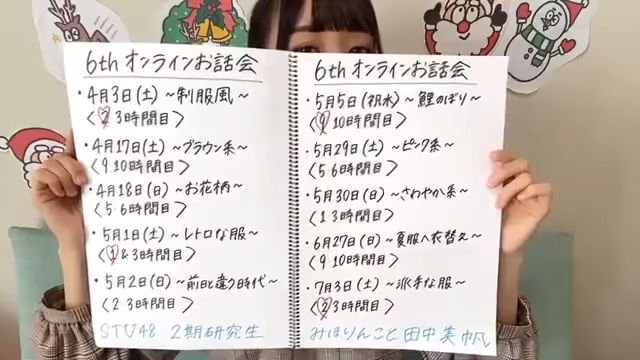 6th オンラインお話会
・4月3日(土) ~制服風~
〈2 3時間目〉
・4月17日(土) ~ブラウン系~
〈9 10時間目〉
・4月18日(日) ~お花柄~
〈5・6時間目〉
・5月1日(土) ~レトロな服~
〈1&3時間目〉
・5月2日(日) ~前日と違う時代~
〈2・3時間目〉
STU48 2期研究生
6th オンラインお話会
・5月5日(祝水) ~鯉のぼり~
〈9 10時間目〉
・5月29日(土) ~ピンク系~
〈5・6時間目〉
・5月30日(日) ~さわやか系~
〈1・3時間目〉
・6月27日(日) ~夏服へ衣替え~
〈9 10時間目〉
・7月3日(土) ~派手な服~
〈2 3時間目〉
みほりんこと田中美帆